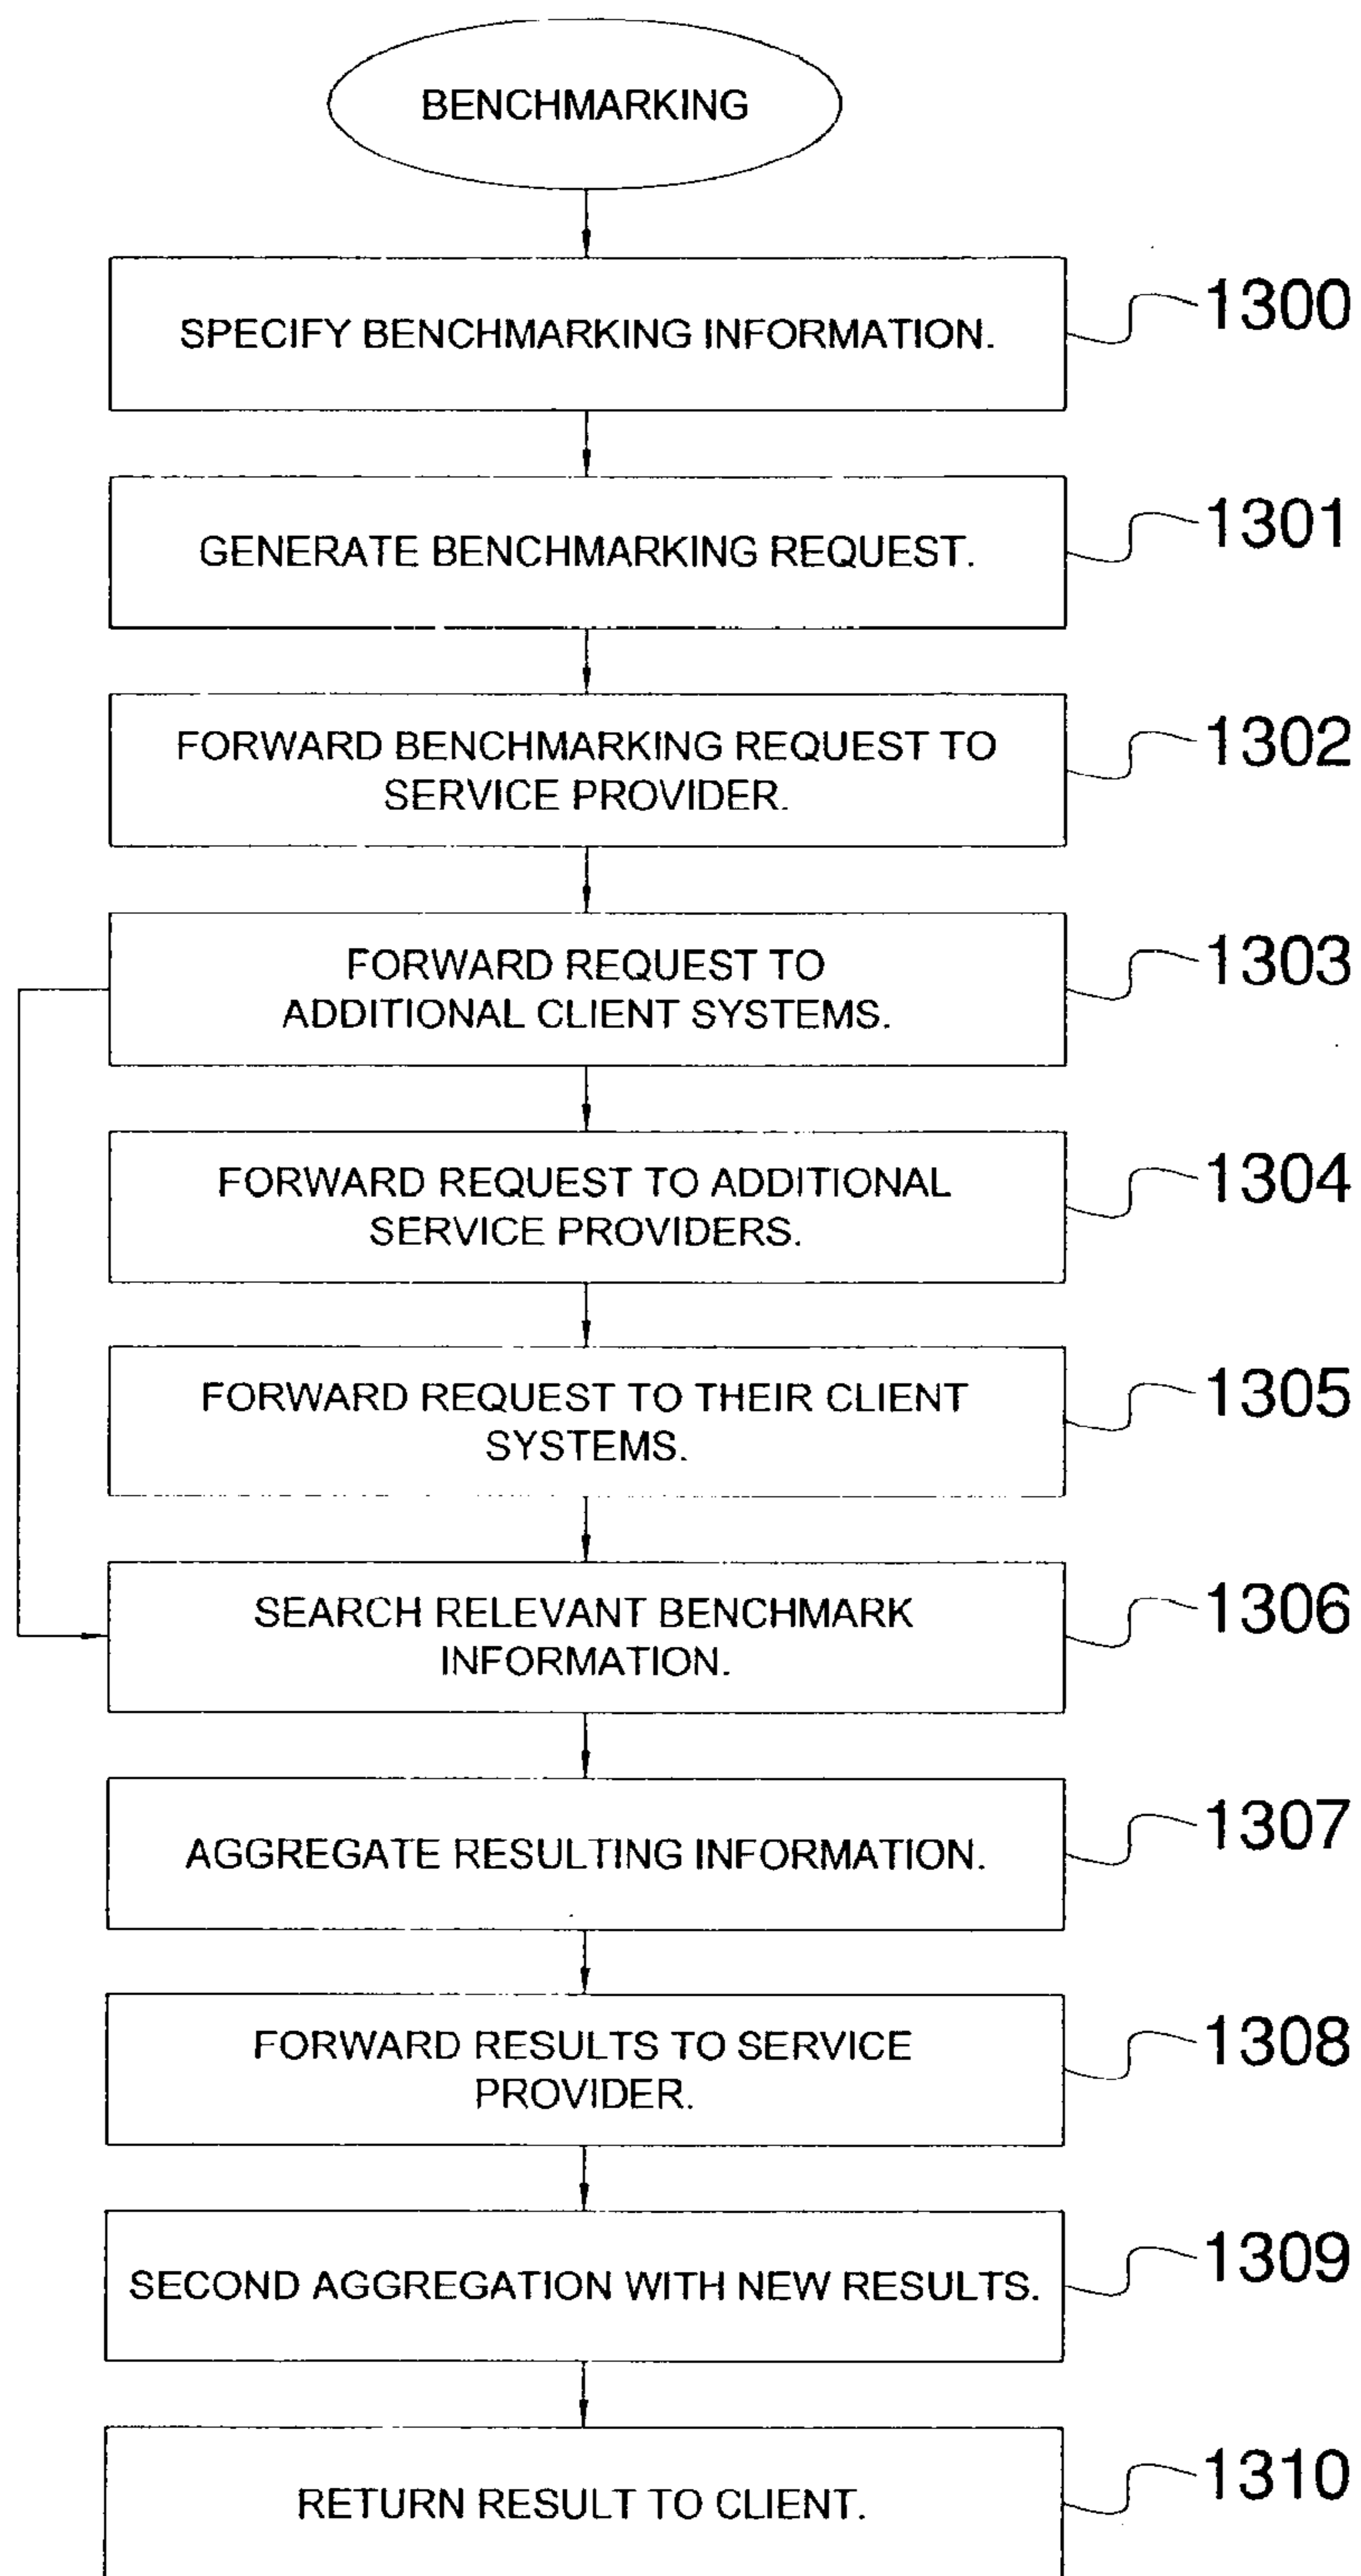 BENCHMARKING
SPECIFY BENCHMARKING INFORMATION.
1300
GENERATE BENCHMARKING REQUEST.
1301
FORWARD BENCHMARKING REQUEST TO
SERVICE PROVIDER.
1302
FORWARD REQUEST TO
ADDITIONAL CLIENT SYSTEMS.
1303
FORWARD REQUEST TO ADDITIONAL
SERVICE PROVIDERS.
1304
FORWARD REQUEST TO THEIR CLIENT
SYSTEMS.
1305
SEARCH RELEVANT BENCHMARK
INFORMATION.
1306
AGGREGATE RESULTING INFORMATION.
1307
FORWARD RESULTS TO SERVICE
PROVIDER.
1308
SECOND AGGREGATION WITH NEW RESULTS.
1309
RETURN RESULT TO CLIENT.
1310